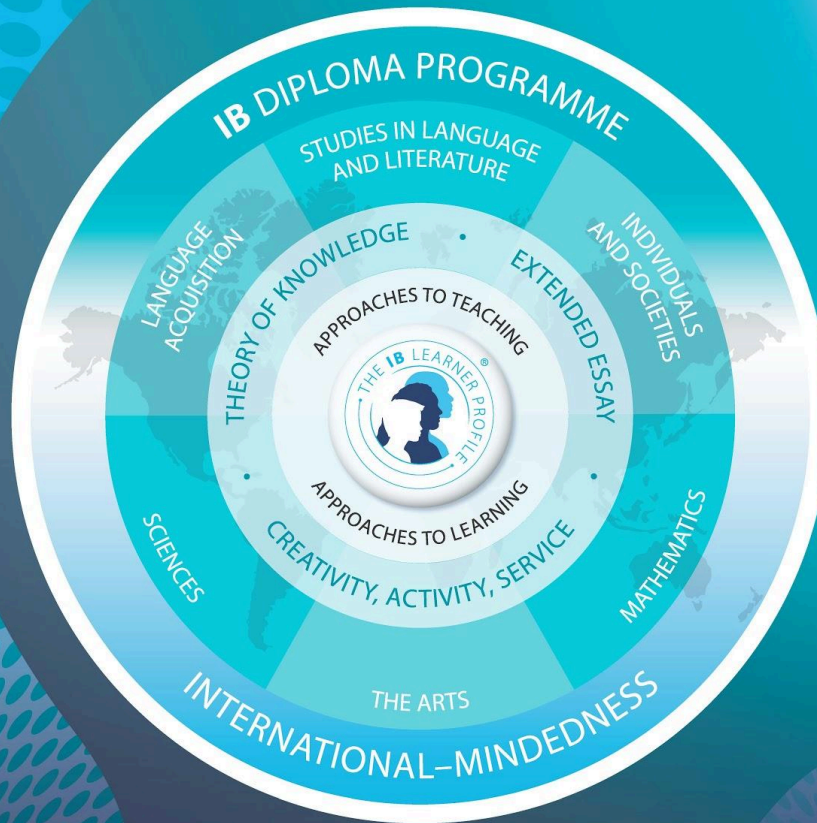 IB DIPLOMA PROGRAMME
STUDIES IN LANGUAGE
AND LITERATURE
LANGUAGE
ACQUISITION
INDIVIDUALS
AND SOCIETIES
THEORY OF KNOWLEDGE
EXTENDED ESSAY
APPROACHES TO TEACHING
THE IB LEARNER PROFILE ®
APPROACHES TO LEARNING
CREATIVITY, ACTIVITY, SERVICE
SCIENCES
MATHEMATICS
THE ARTS
INTERNATIONAL–MINDEDNESS